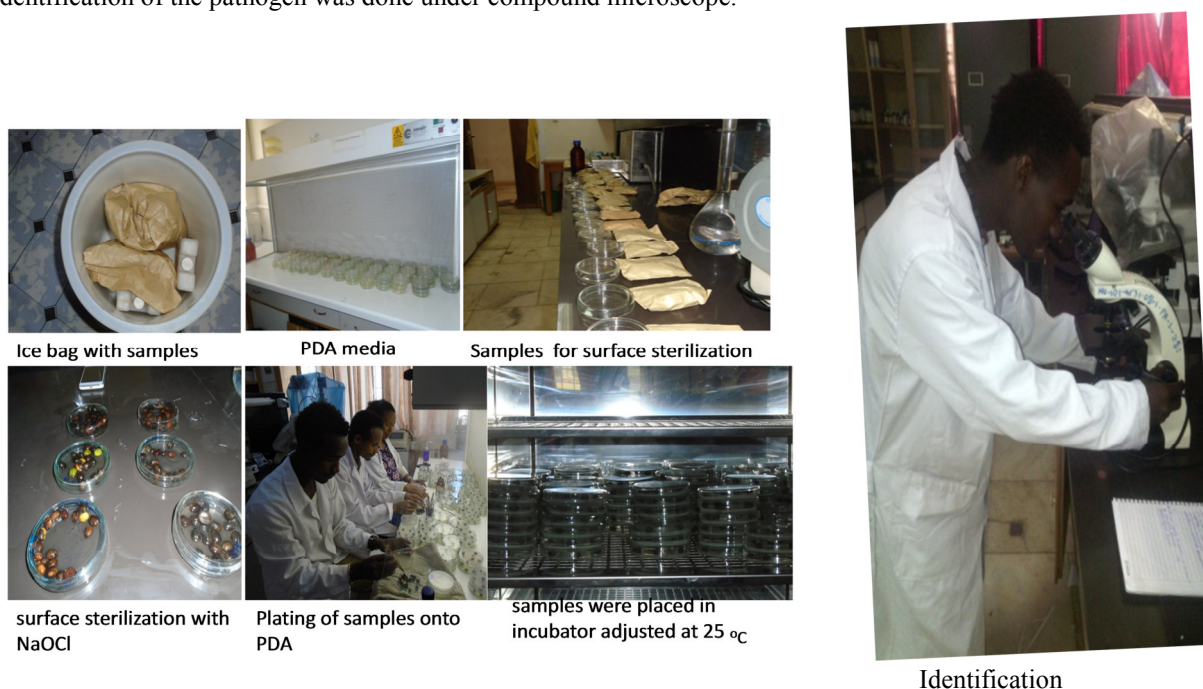 identification of the pathogen was done under compound microscope.
Ice bag with samples
PDA media
Samples for surface sterilization
surface sterilization with
NaOCl
Plating of samples onto
PDA
samples were placed in
incubator adjusted at 25 ºC
Identification